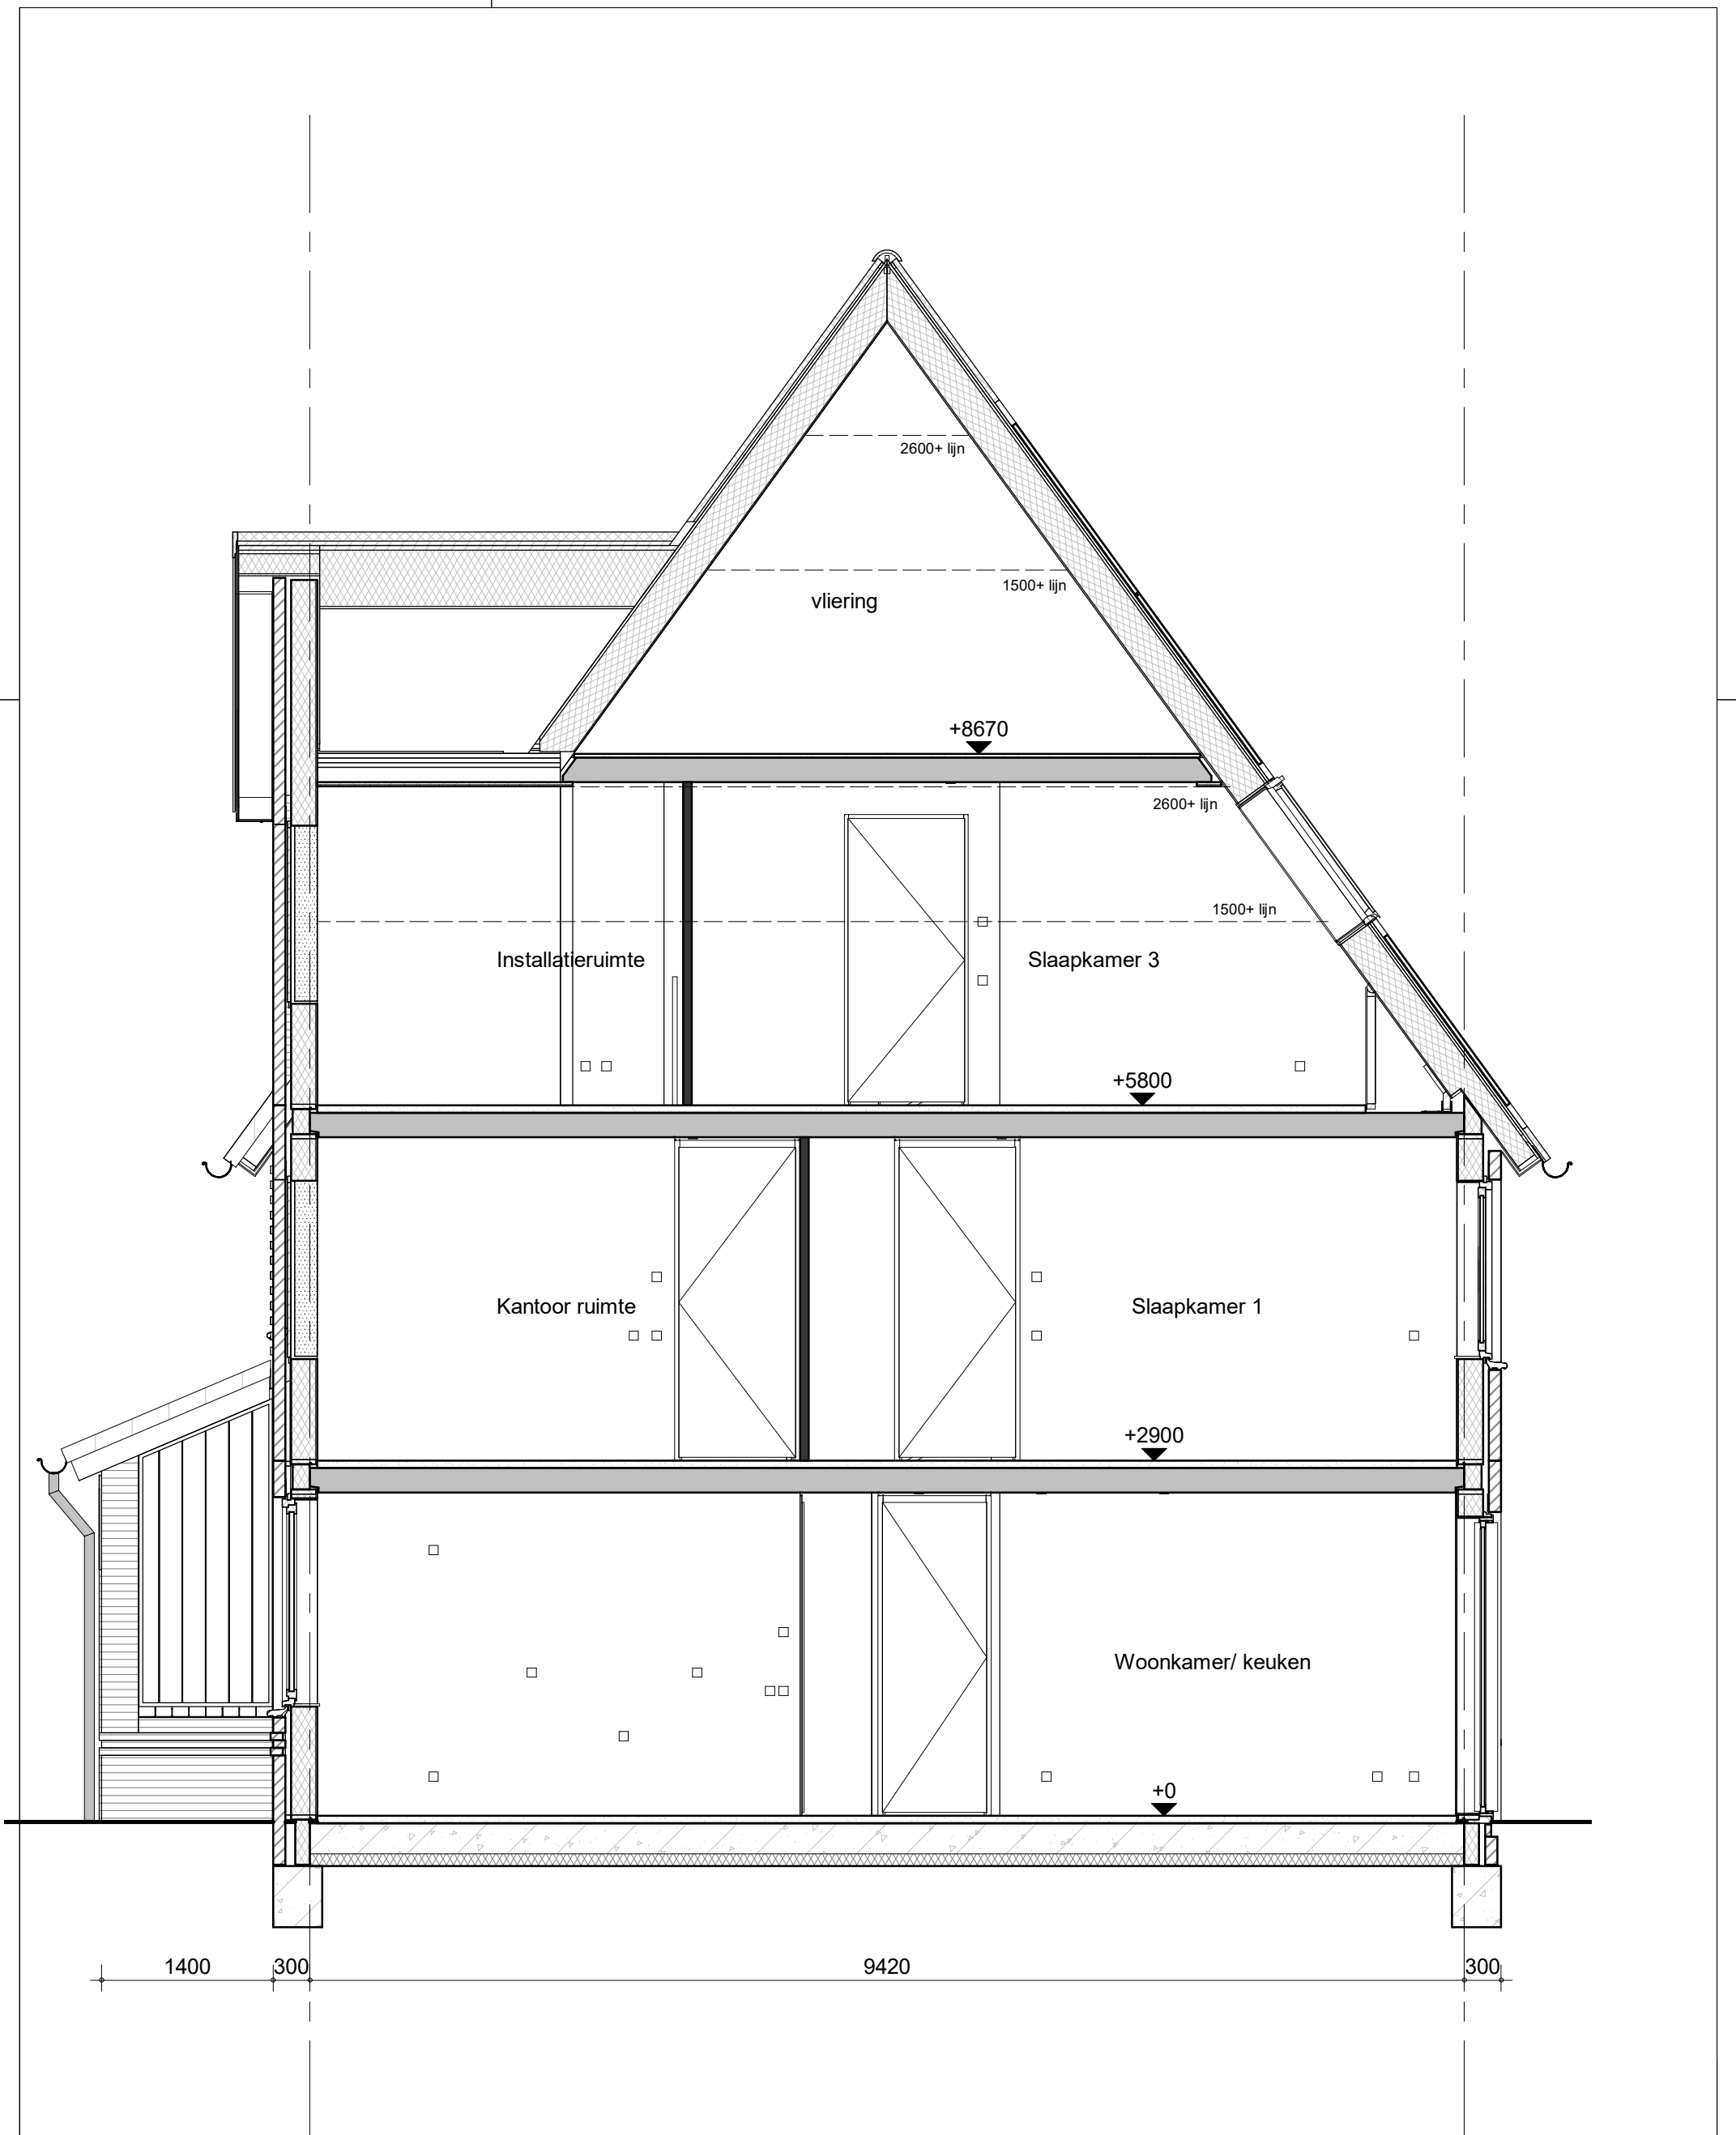 2600+ lijn
1500+ lijn
vliering
+8670
2600+ lijn
1500+ lijn
Installatieruimte
Slaapkamer 3
+5800
Kantoor ruimte
Slaapkamer 1
+2900
Woonkamer/ keuken
+0
1400 300 9420 300